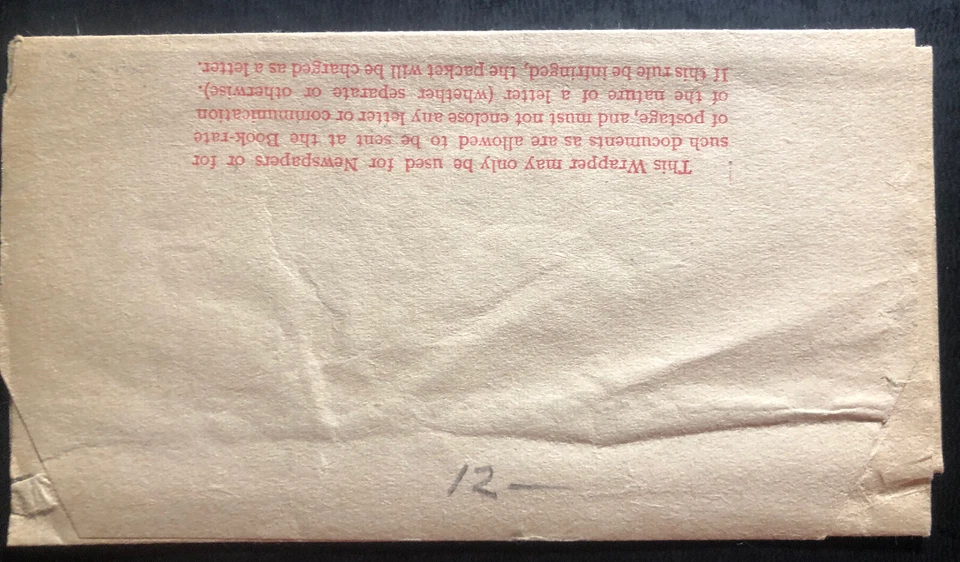 This Wrapper may only be used for Newspapers or for
such documents as are allowed to be sent at the Book-rate
of postage, and must not enclose any letter or communication
of the nature of a letter (whether separate or otherwise).
If this rule be infringed, the packet will be charged as a letter.
12 —